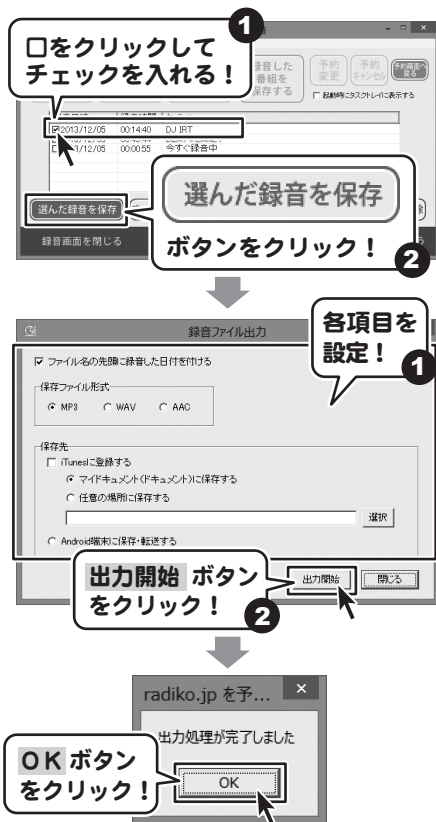 1
□をクリックして
チェックを入れる！
録音した
番組を
保存する
予約
変更
予約
キャンセル
予約画面へ
戻る
起動時にタスクトレイに表示する
2013/12/05 00:14:40 DJ IRT
2013/12/05 00:00:55 今すぐ録音中
選んだ録音を保存
選んだ録音を保存
ボタンをクリック！
2
録音画面を閉じる
録音ファイル出力
各項目を
設定！
1
ファイル名の先頭に録音した日付を付ける
保存ファイル形式
MP3 WAV AAC
保存先
iTunesに登録する
マイドキュメント(ドキュメント)に保存する
任意の場所に保存する
選択
Android端末に保存・転送する
出力開始 ボタン
をクリック！
2
出力開始 閉じる
radiko.jp を予... ×
出力処理が完了しました
OK ボタン
をクリック！
OK